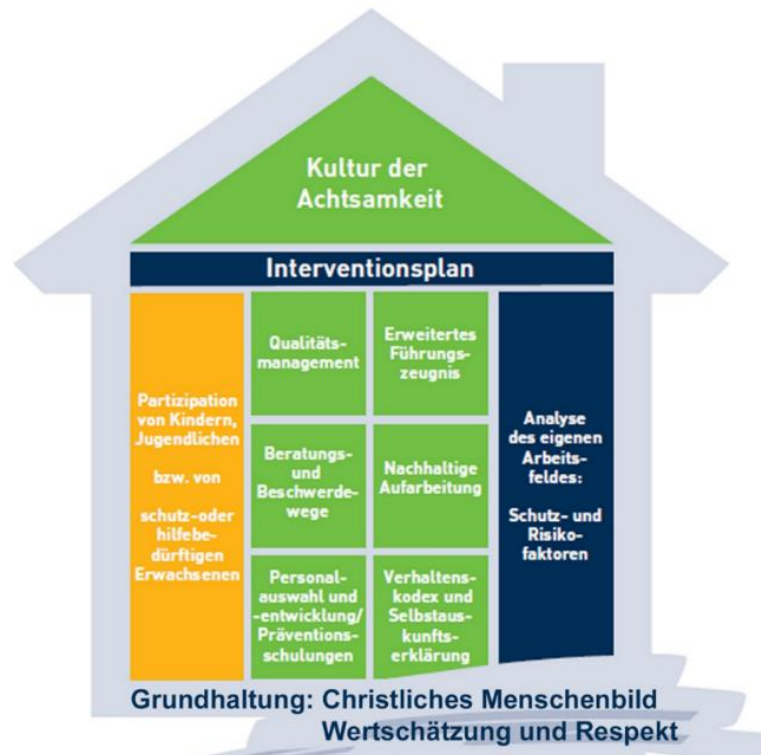 Kultur der
Achtsamkeit
Interventionsplan
Partizipation
von Kindern,
Jugendlichen
bzw. von
schutz-oder
hilfebe-
dürftigen
Erwachsenen
Qualitäts-
management
Erweitertes
Führungs-
zeugnis
Beratungs-
und
Beschwerde-
wege
Nachhaltige
Aufarbeitung
Personal-
auswahl und
-entwicklung/
Präventions-
schulungen
Verhaltens-
kodex und
Selbstaus-
kunfts-
erklärung
Analyse
des eigenen
Arbeits-
feldes:
Schutz- und
Risiko-
faktoren
Grundhaltung: Christliches Menschenbild
Wertschätzung und Respekt